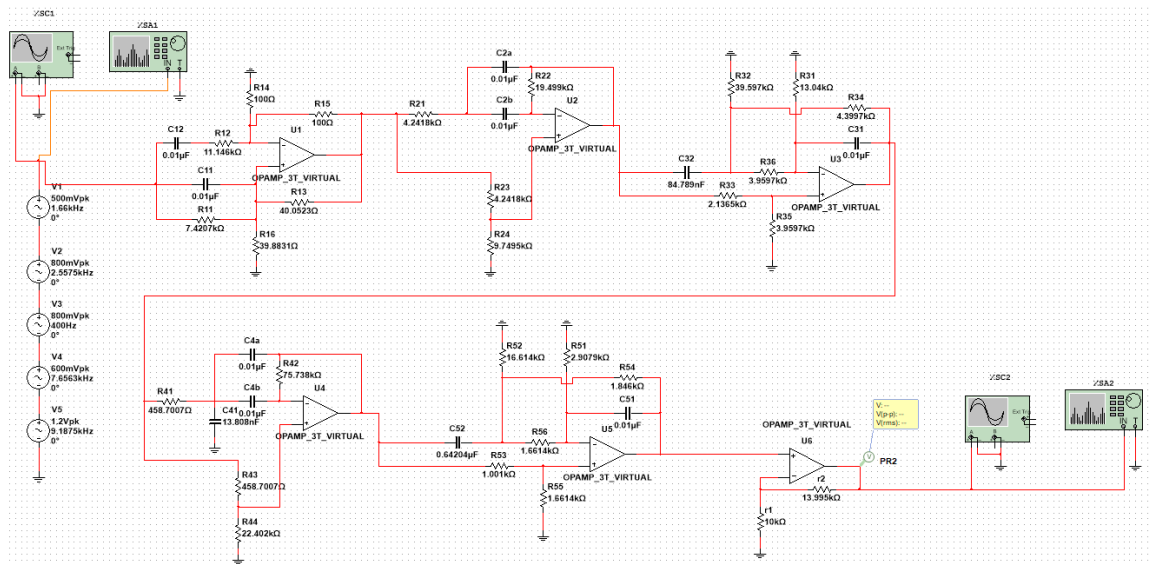 XSC1
Ext Trig
A
B
XSA1
IN
T
V1
500mVpk
1.66kHz
0°
V2
800mVpk
2.5575kHz
0°
V3
800mVpk
400Hz
0°
V4
600mVpk
7.6563kHz
0°
V5
1.2Vpk
9.1875kHz
0°
C12
0.01µF
R12
11.146kΩ
R14
100Ω
R15
100Ω
U1
OPAMP_3T_VIRTUAL
C11
0.01µF
R11
7.4207kΩ
R13
40.0523Ω
R16
39.8831Ω
R21
4.2418kΩ
C2a
0.01µF
R22
19.499kΩ
C2b
0.01µF
U2
OPAMP_3T_VIRTUAL
R23
4.2418kΩ
R24
9.7495kΩ
C32
84.789nF
R32
39.597kΩ
R31
13.04kΩ
R34
4.3997kΩ
C31
0.01µF
R36
3.9597kΩ
U3
OPAMP_3T_VIRTUAL
R33
2.1365kΩ
R35
3.9597kΩ
R41
458.7007Ω
C4a
0.01µF
R42
75.738kΩ
C4b
0.01µF
C41
13.808nF
U4
OPAMP_3T_VIRTUAL
R43
458.7007Ω
R44
22.402kΩ
C52
0.64204µF
R52
16.614kΩ
R51
2.9079kΩ
R54
1.846kΩ
C51
0.01µF
R56
1.6614kΩ
U5
OPAMP_3T_VIRTUAL
R53
1.001kΩ
R55
1.6614kΩ
U6
OPAMP_3T_VIRTUAL
r2
13.995kΩ
r1
10kΩ
V: --
V(p-p): --
V(rms): --
V
PR2
XSC2
Ext Trig
A
B
XSA2
IN
T